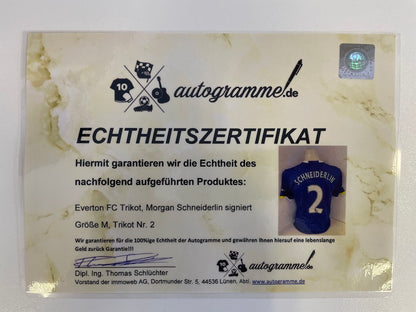 10
autogramme.de
ECHTHEITSZERTIFIKAT
Hiermit garantieren wir die Echtheit des
nachfolgend aufgeführten Produktes:
SCHNEIDERLIN
2
Everton FC Trikot, Morgan Schneiderlin signiert
Größe M, Trikot Nr. 2
Wir garantieren für die 100%ige Echtheit der Autogramme und gewähren Ihnen hierauf eine lebenslange
Geld zurück Garantie!!!
autogramme.de
Dipl. Ing. Thomas Schlüchter
Vorstand der immoweb AG, Dortmunder Str. 5, 44536 Lünen, Abtl. www.autogramme.de